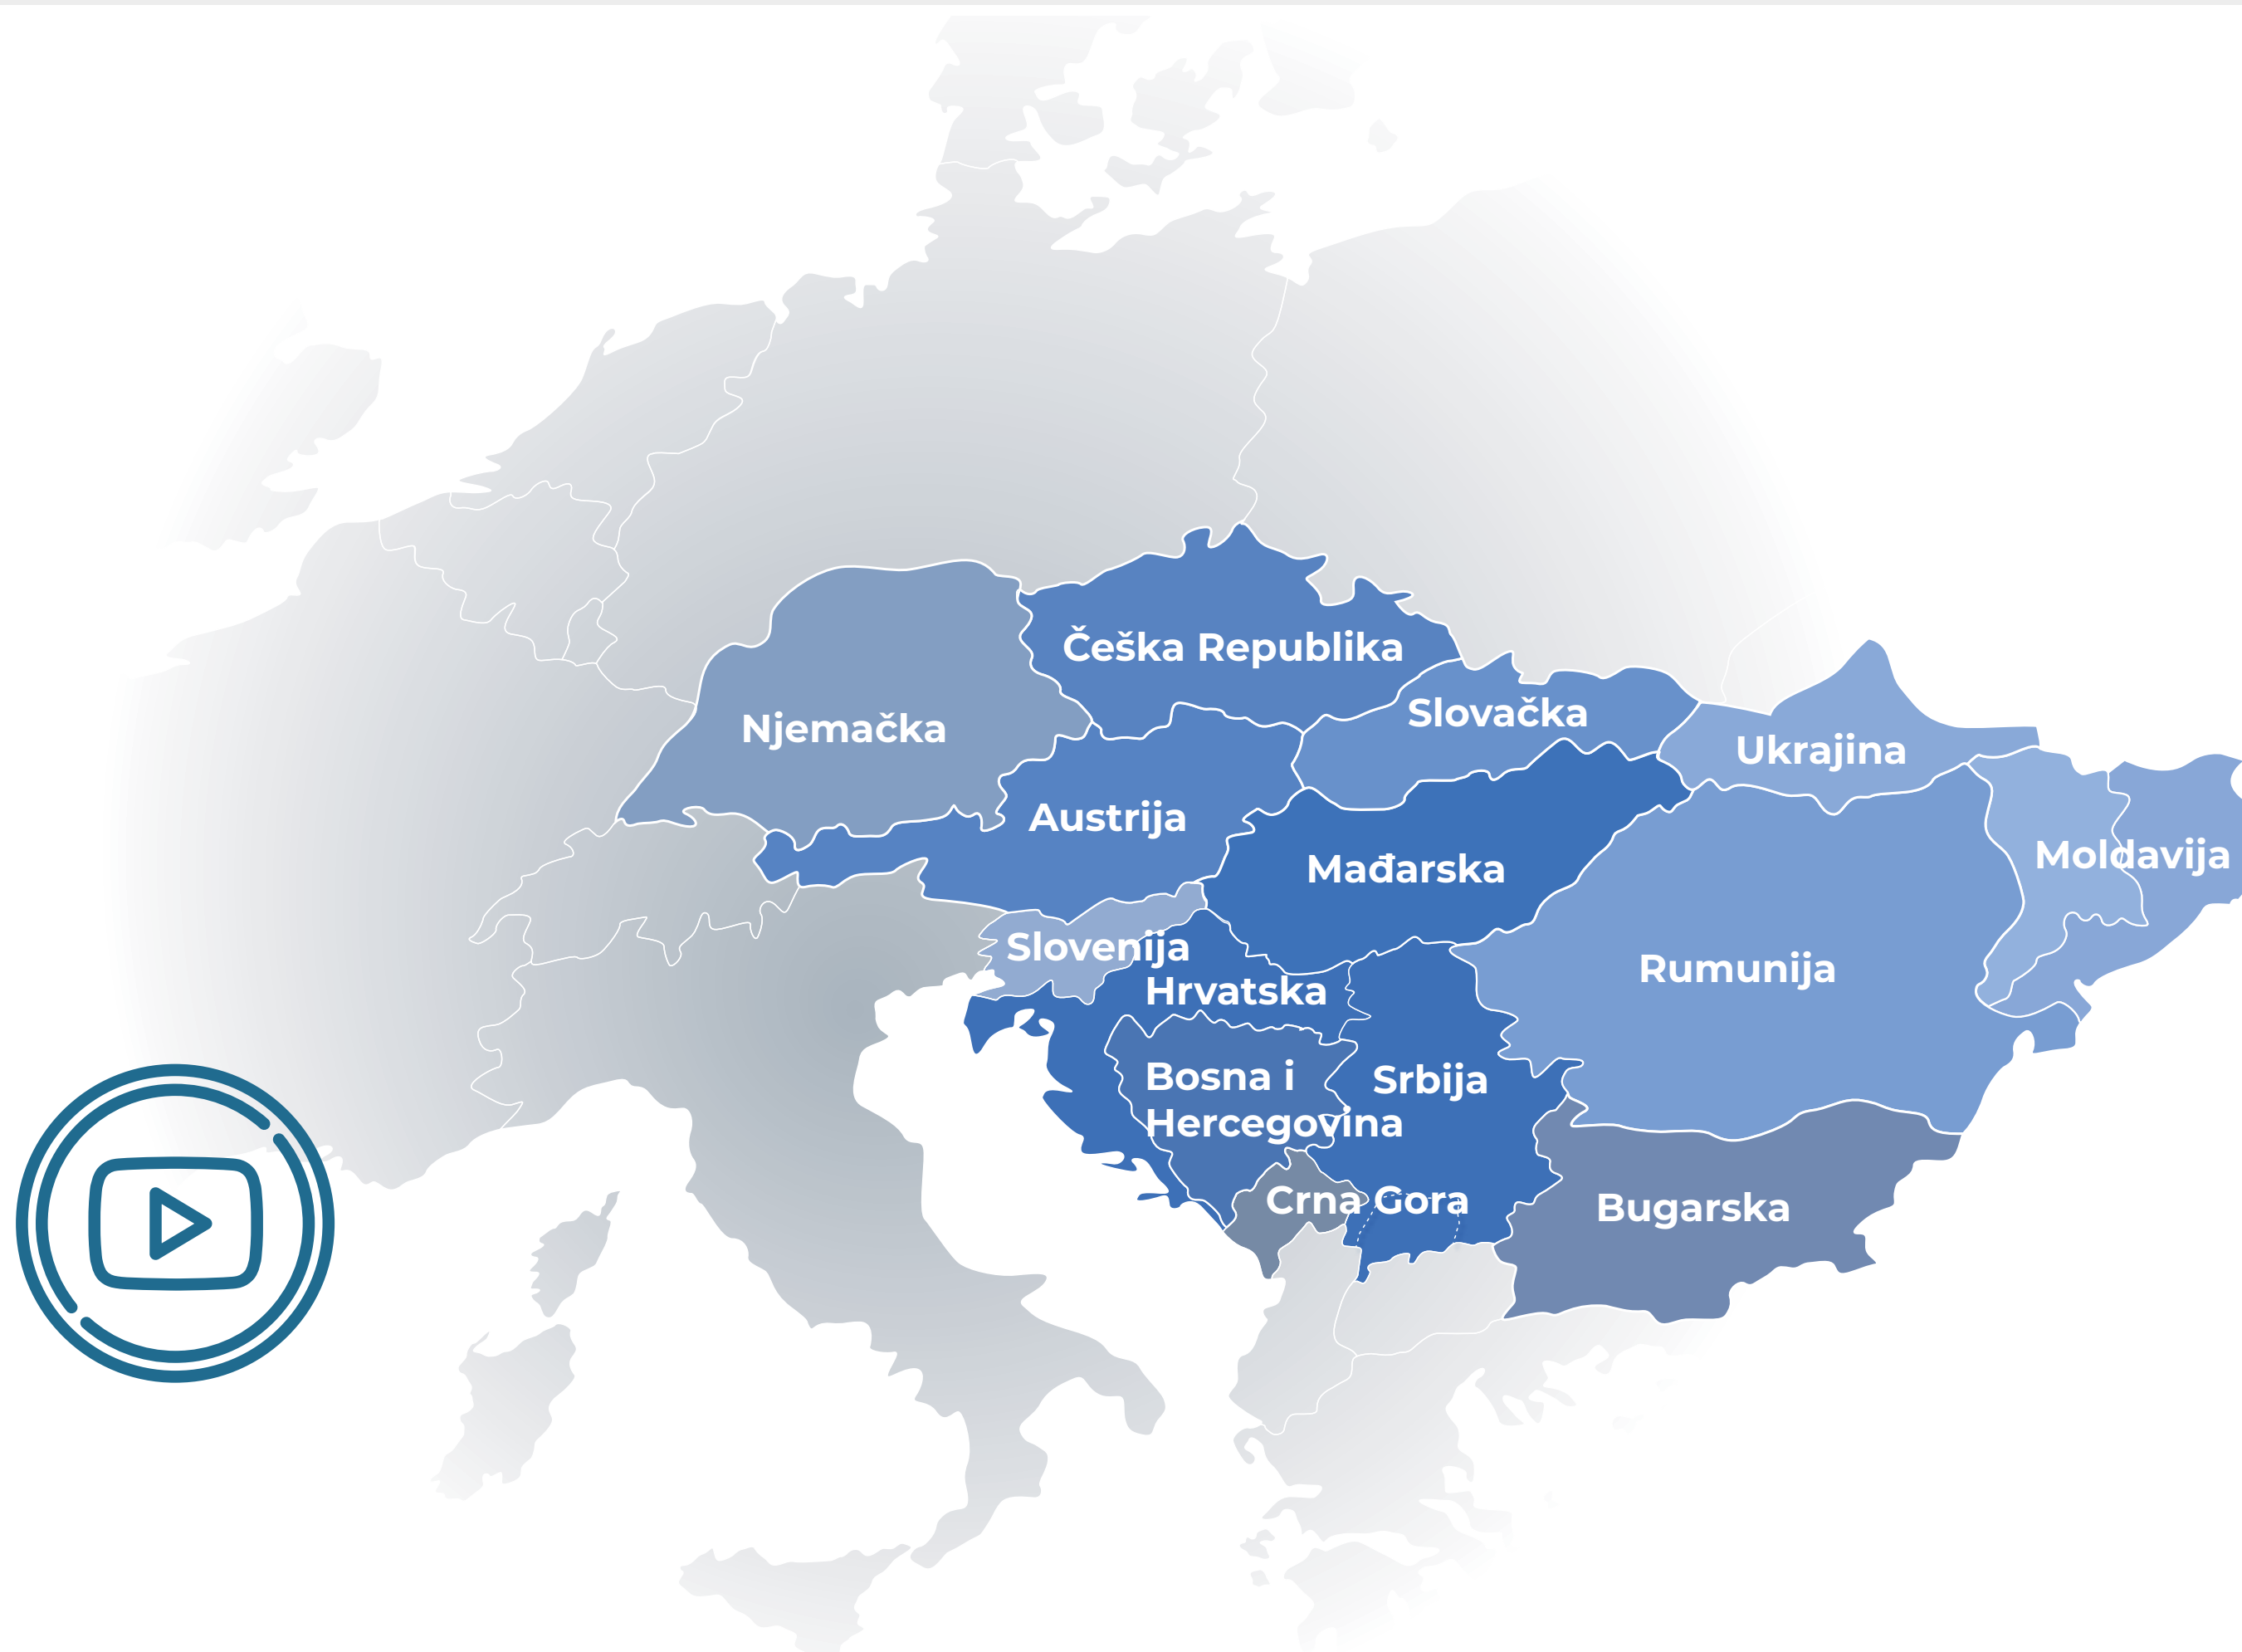 Češka Republika
Slovačka
Njemačka
Ukrajina
Austrija
Moldavija
Mađarska
Slovenija
Rumunija
Hrvatska
Bosna i
Hercegovina
Srbija
Crna Gora
Bugarska